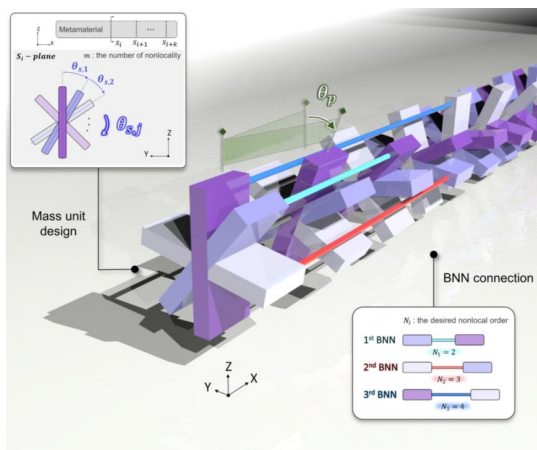 z
x
Metamaterial
...
S_i
S_{i+1}
S_{i+k}
S_i – plane
m : the number of nonlocality
θ_{s,1}
θ_{s,2}
θ_{s,j}
Z
Y
θ_p
Mass unit
design
BNN connection
N_i : the desired nonlocal order
1st BNN
N_1 = 2
2nd BNN
N_2 = 3
3rd BNN
N_3 = 4
Z
Y
X